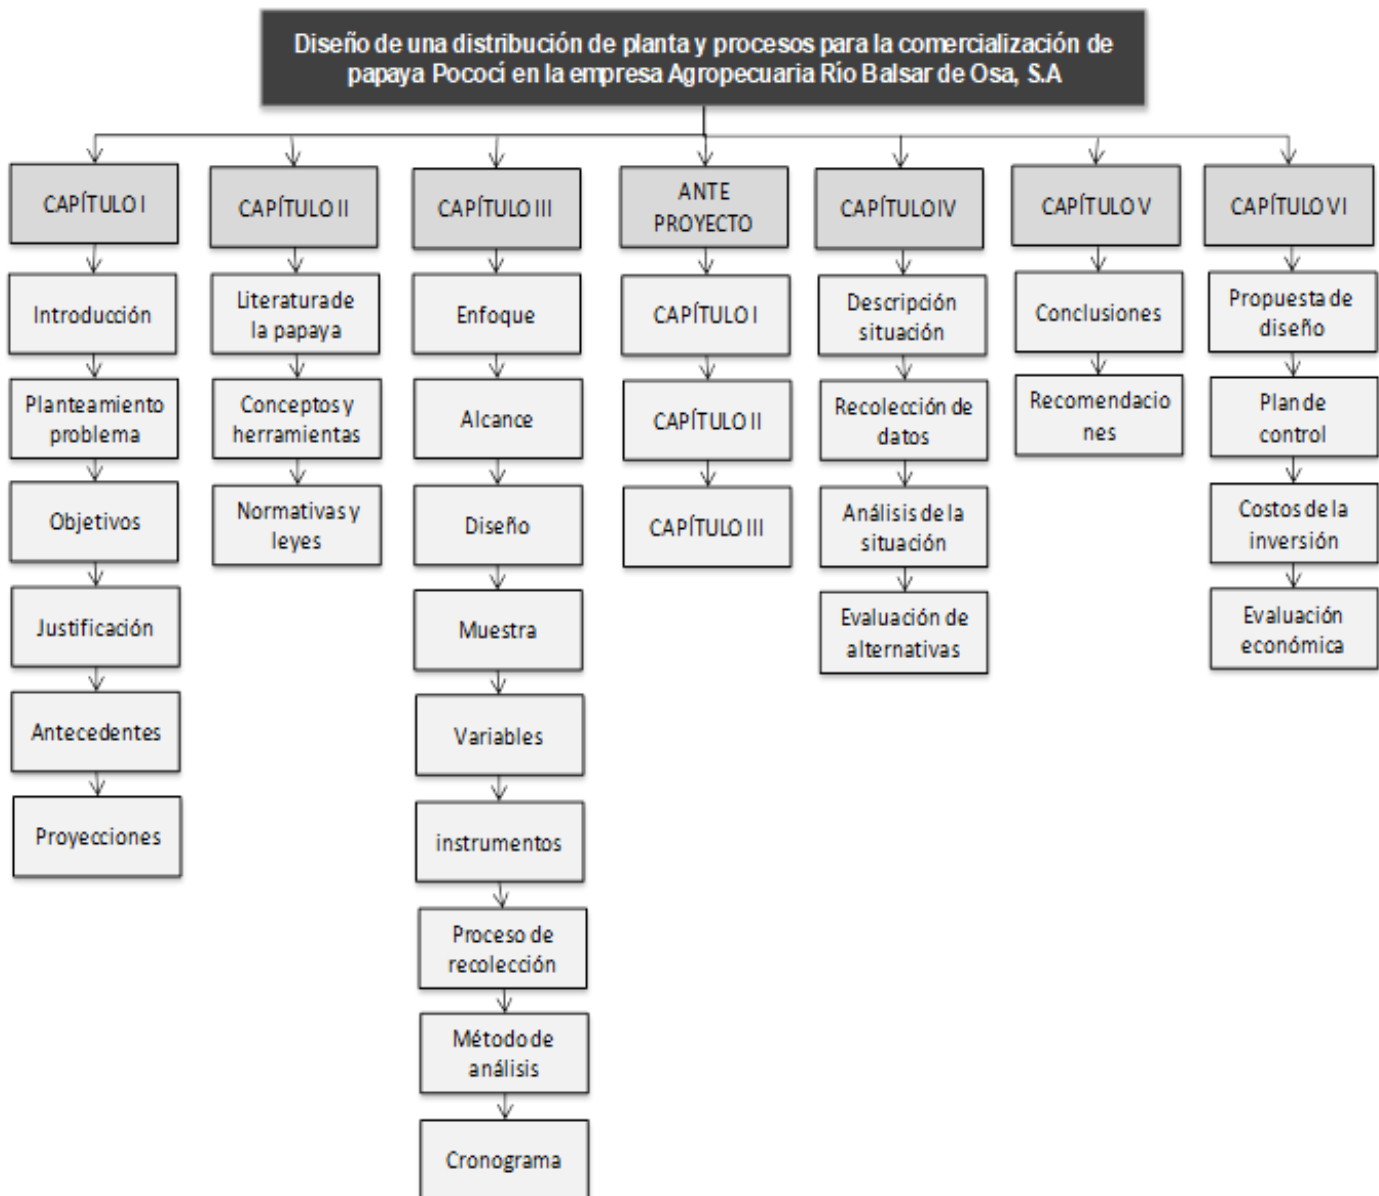 Diseño de una distribución de planta y procesos para la comercialización de
papaya Pococí en la empresa Agropecuaria Río Balsar de Osa, S.A
CAPÍTULO I
Introducción
Planteamiento
problema
Objetivos
Justificación
Antecedentes
Proyecciones
CAPÍTULO II
Literatura de
la papaya
Conceptos y
herramientas
Normativas y
leyes
CAPÍTULO III
Enfoque
Alcance
Diseño
Muestra
Variables
instrumentos
Proceso de
recolección
Método de
análisis
Cronograma
ANTE
PROYECTO
CAPÍTULO I
CAPÍTULO II
CAPÍTULO III
CAPÍTULO IV
Descripción
situación
Recolección de
datos
Análisis de la
situación
Evaluación de
alternativas
CAPÍTULO V
Conclusiones
Recomendacio
nes
CAPÍTULO VI
Propuesta de
diseño
Plan de
control
Costos de la
inversión
Evaluación
económica